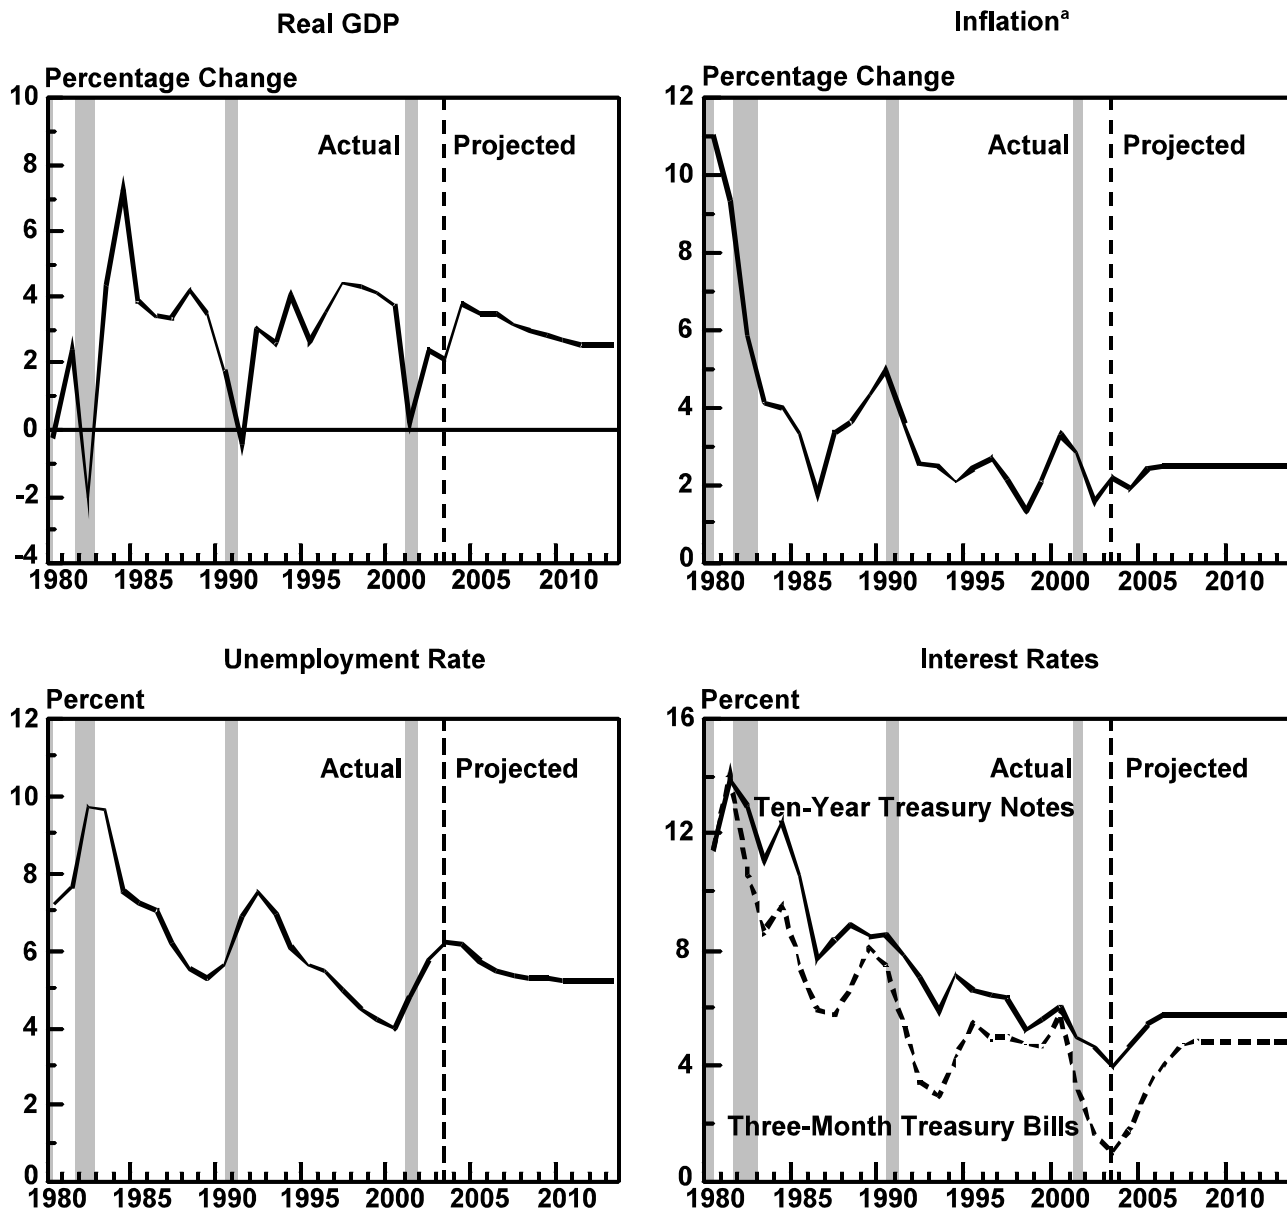 Real GDP
Percentage Change
10
8
6
4
2
0
-2
-4
Actual
Projected
1980 1985 1990 1995 2000 2005 2010
Inflationᵃ
Percentage Change
12
10
8
6
4
2
0
Actual
Projected
1980 1985 1990 1995 2000 2005 2010
Unemployment Rate
Percent
12
10
8
6
4
2
0
Actual
Projected
1980 1985 1990 1995 2000 2005 2010
Interest Rates
Percent
16
12
8
4
0
Actual
Projected
Ten-Year Treasury Notes
Three-Month Treasury Bills
1980 1985 1990 1995 2000 2005 2010